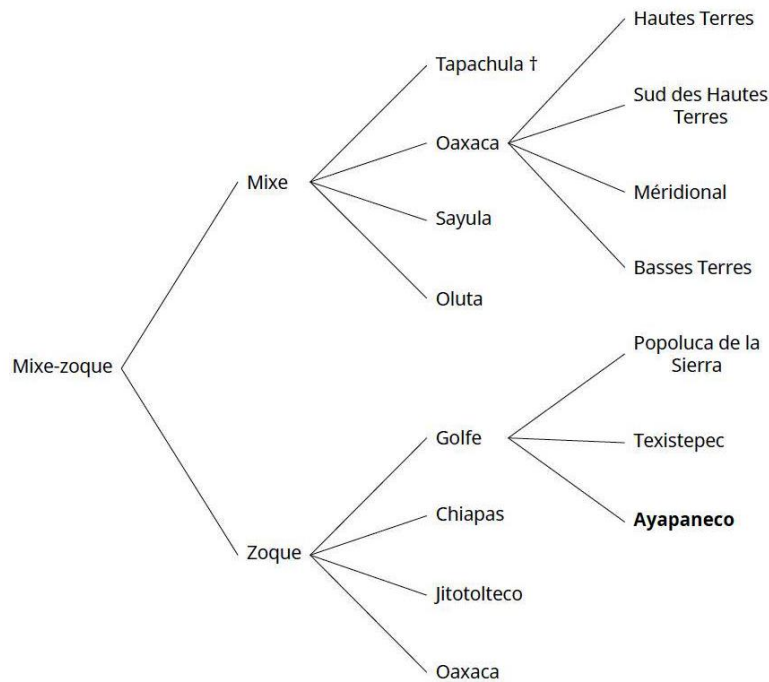 Hautes Terres
Tapachula †
Sud des Hautes
Terres
Oaxaca
Mixe
Méridional
Sayula
Basses Terres
Oluta
Popoluca de la
Sierra
Mixe-zoque
Golfe
Texistepec
Chiapas
Ayapaneco
Zoque
Jitotolteco
Oaxaca